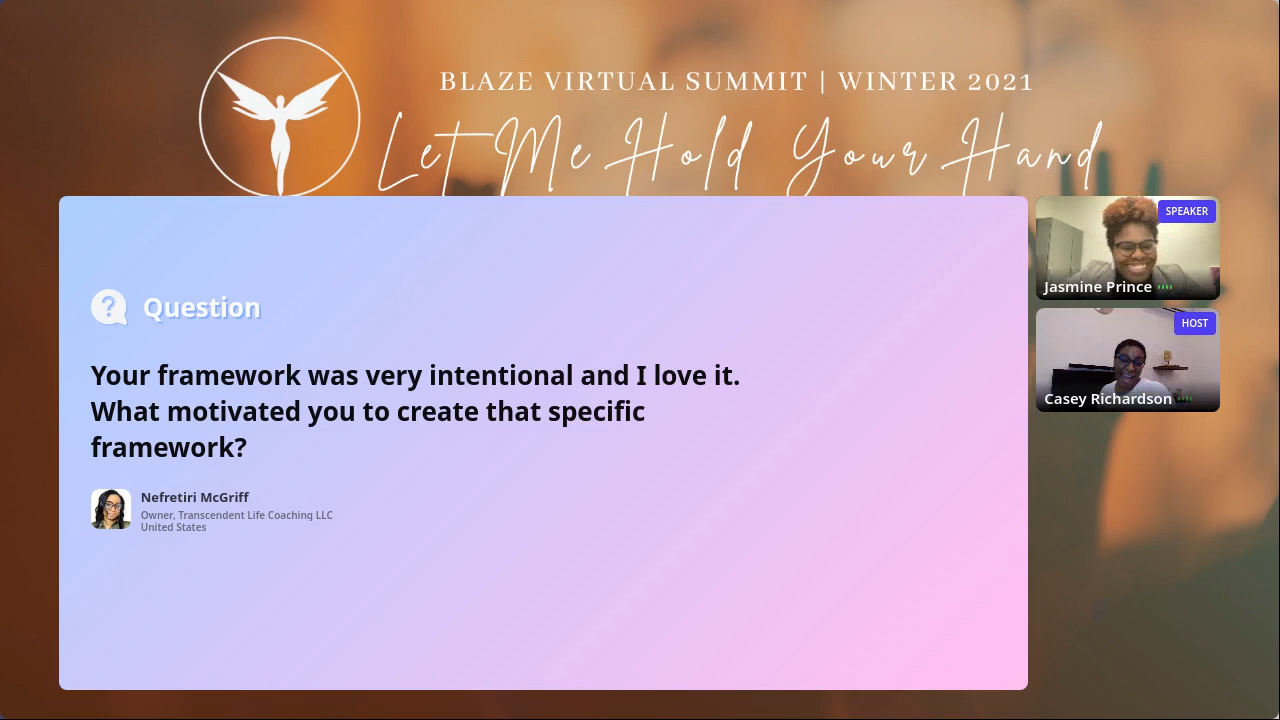 BLAZE VIRTUAL SUMMIT | WINTER 2021
Let Me Hold Your Hand
Question
Your framework was very intentional and I love it.
What motivated you to create that specific
framework?
Nefretiri McGriff
Owner, Transcendent Life Coaching LLC
United States
SPEAKER
Jasmine Prince
HOST
Casey Richardson